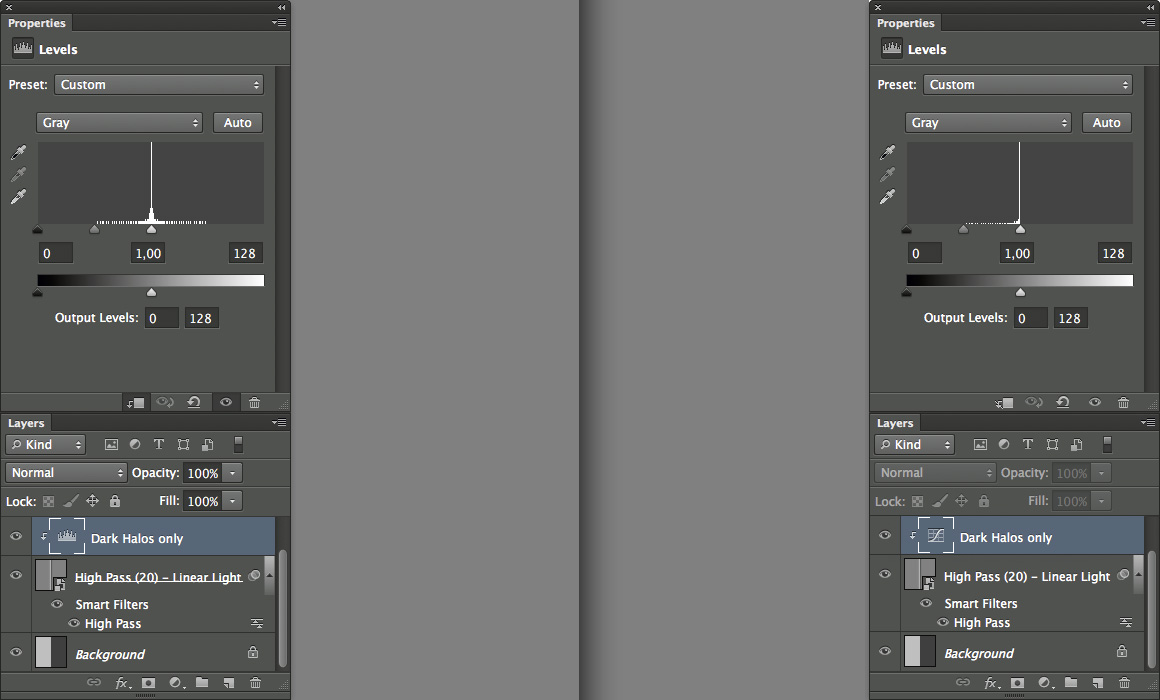 Properties
Levels
Preset: Custom
Gray Auto
0 1,00 128
Output Levels: 0 128
Layers
Kind
Normal Opacity: 100%
Lock: Fill: 100%
Dark Halos only
High Pass (20) - Linear Light
Smart Filters
High Pass
Background
fx
Properties
Levels
Preset: Custom
Gray Auto
0 1,00 128
Output Levels: 0 128
Layers
Kind
Normal Opacity: 100%
Lock: Fill: 100%
Dark Halos only
High Pass (20) - Linear Light
Smart Filters
High Pass
Background
fx